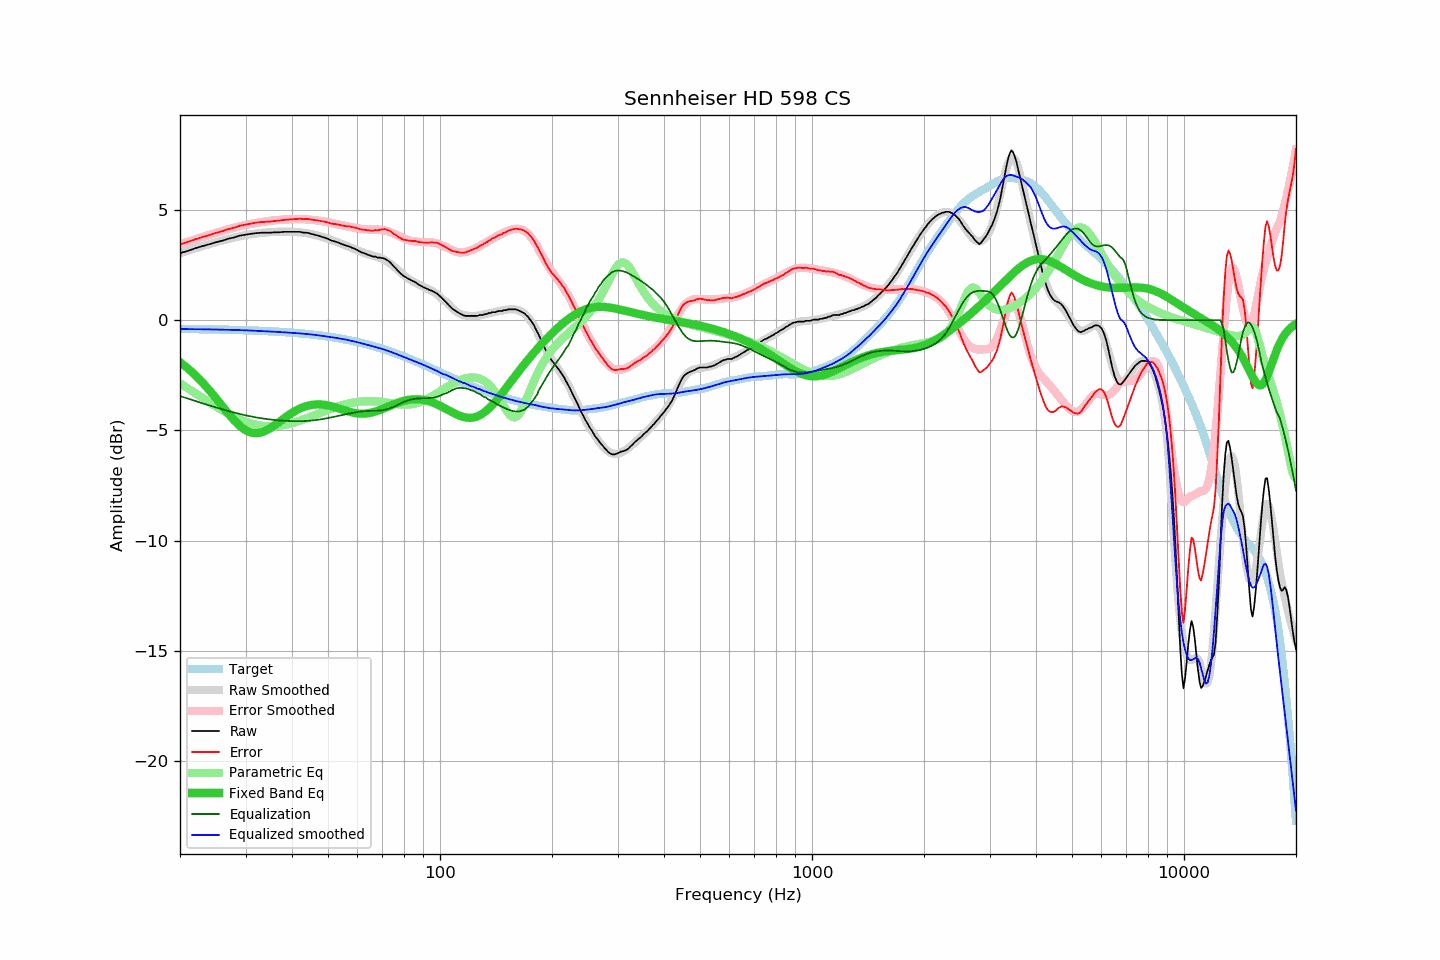 Sennheiser HD 598 CS
Amplitude (dBr)
5
0
−5
−10
−15
−20
Target
Raw Smoothed
Error Smoothed
Raw
Error
Parametric Eq
Fixed Band Eq
Equalization
Equalized smoothed
100
1000
10000
Frequency (Hz)